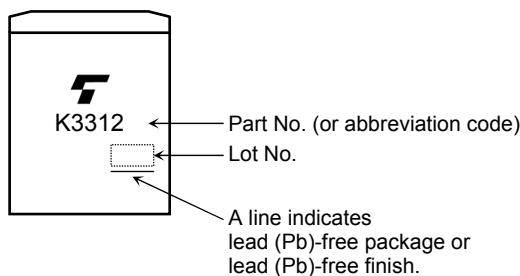 K3312
Part No. (or abbreviation code)
Lot No.
A line indicates
lead (Pb)-free package or
lead (Pb)-free finish.